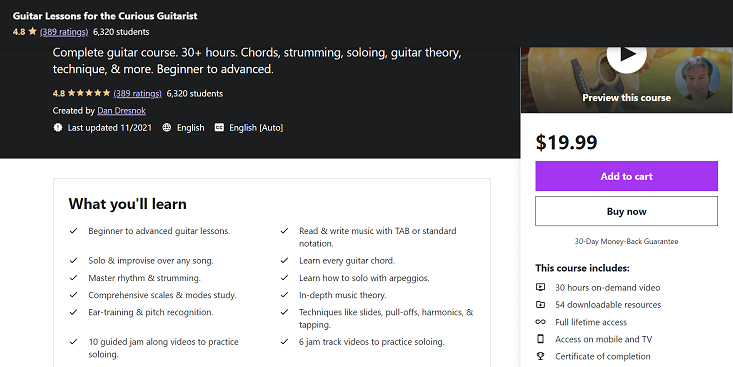 Guitar Lessons for the Curious Guitarist
4.8 (389 ratings) 6,320 students
Complete guitar course. 30+ hours. Chords, strumming, soloing, guitar theory,
technique, & more. Beginner to advanced.
4.8 (389 ratings) 6,320 students
Created by Dan Dresnok
Last updated 11/2021 English English [Auto]
Preview this course
$19.99
Add to cart
Buy now
30-Day Money-Back Guarantee
This course includes:
30 hours on-demand video
54 downloadable resources
Full lifetime access
Access on mobile and TV
Certificate of completion
What you'll learn
Beginner to advanced guitar lessons.
Read & write music with TAB or standard
notation.
Solo & improvise over any song.
Learn every guitar chord.
Master rhythm & strumming.
Learn how to solo with arpeggios.
Comprehensive scales & modes study.
In-depth music theory.
Ear-training & pitch recognition.
Techniques like slides, pull-offs, harmonics, &
tapping.
10 guided jam along videos to practice
soloing.
6 jam track videos to practice soloing.